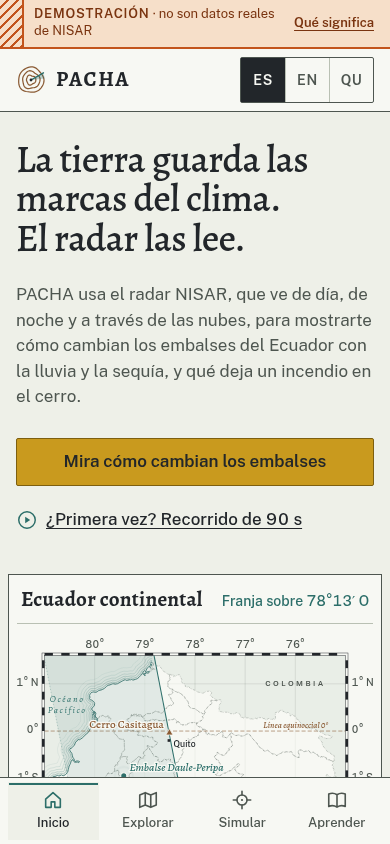 DEMOSTRACIÓN · no son datos reales
de NISAR
Qué significa
PACHA
ES
EN
QU
La tierra guarda las
marcas del clima.
El radar las lee.
PACHA usa el radar NISAR, que ve de día, de
noche y a través de las nubes, para mostrarte
cómo cambian los embalses del Ecuador con
la lluvia y la sequía, y qué deja un incendio en
el cerro.
Mira cómo cambian los embalses
¿Primera vez? Recorrido de 90 s
Ecuador continental
Franja sobre 78°13′ O
80°
79°
78°
77°
76°
1° N
1° N
COLOMBIA
Océano
Pacífico
0°
Cerro Casitagua
Línea equinoccial 0°
0°
Quito
Embalse Daule-Peripa
1° S
1° S
Inicio
Explorar
Simular
Aprender